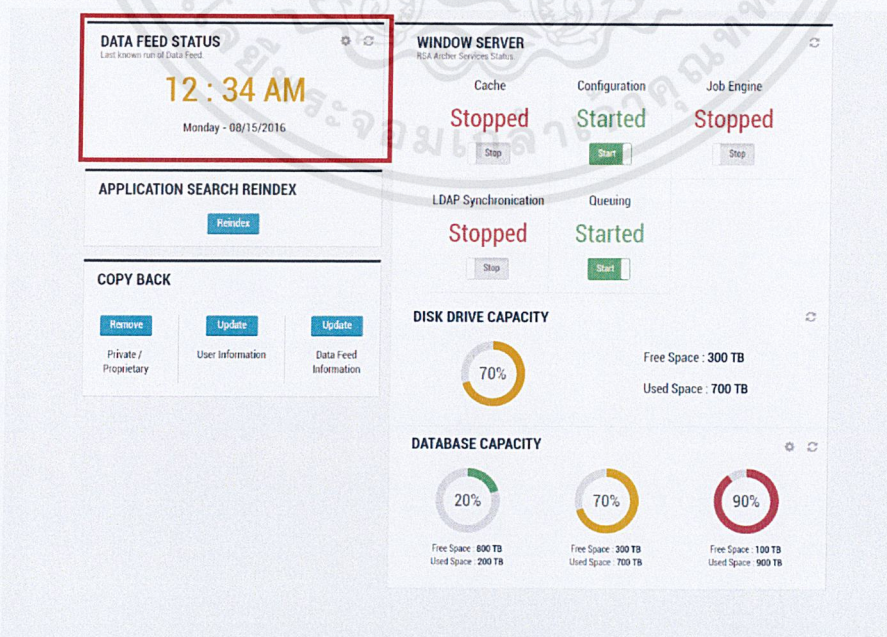 DATA FEED STATUS
Last known run of Data Feed.
12 : 34 AM
Monday - 08/15/2016
APPLICATION SEARCH REINDEX
Reindex
COPY BACK
Remove
Private /
Proprietary
Update
User Information
Update
Data Feed
Information
WINDOW SERVER
RSA Archer Services Status.
Cache
Stopped
Stop
Configuration
Started
Start
Job Engine
Stopped
Stop
LDAP Synchronication
Stopped
Stop
Queuing
Started
Start
DISK DRIVE CAPACITY
70%
Free Space : 300 TB
Used Space : 700 TB
DATABASE CAPACITY
20%
Free Space : 800 TB
Used Space : 200 TB
70%
Free Space : 300 TB
Used Space : 700 TB
90%
Free Space : 100 TB
Used Space : 900 TB